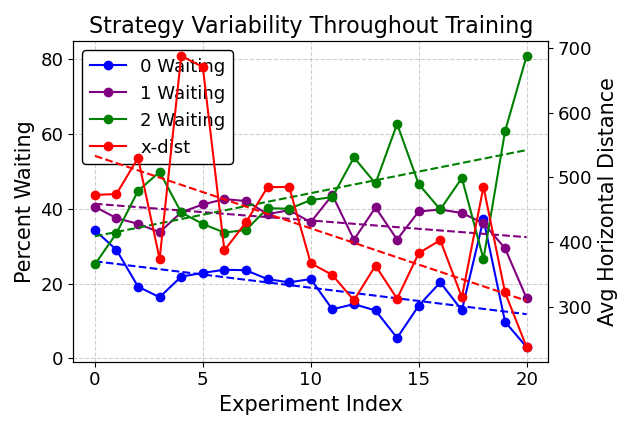 Strategy Variability Throughout Training
0 Waiting
1 Waiting
2 Waiting
x-dist
Percent Waiting
80
60
40
20
0
Avg Horizontal Distance
700
600
500
400
300
0 5 10 15 20
Experiment Index